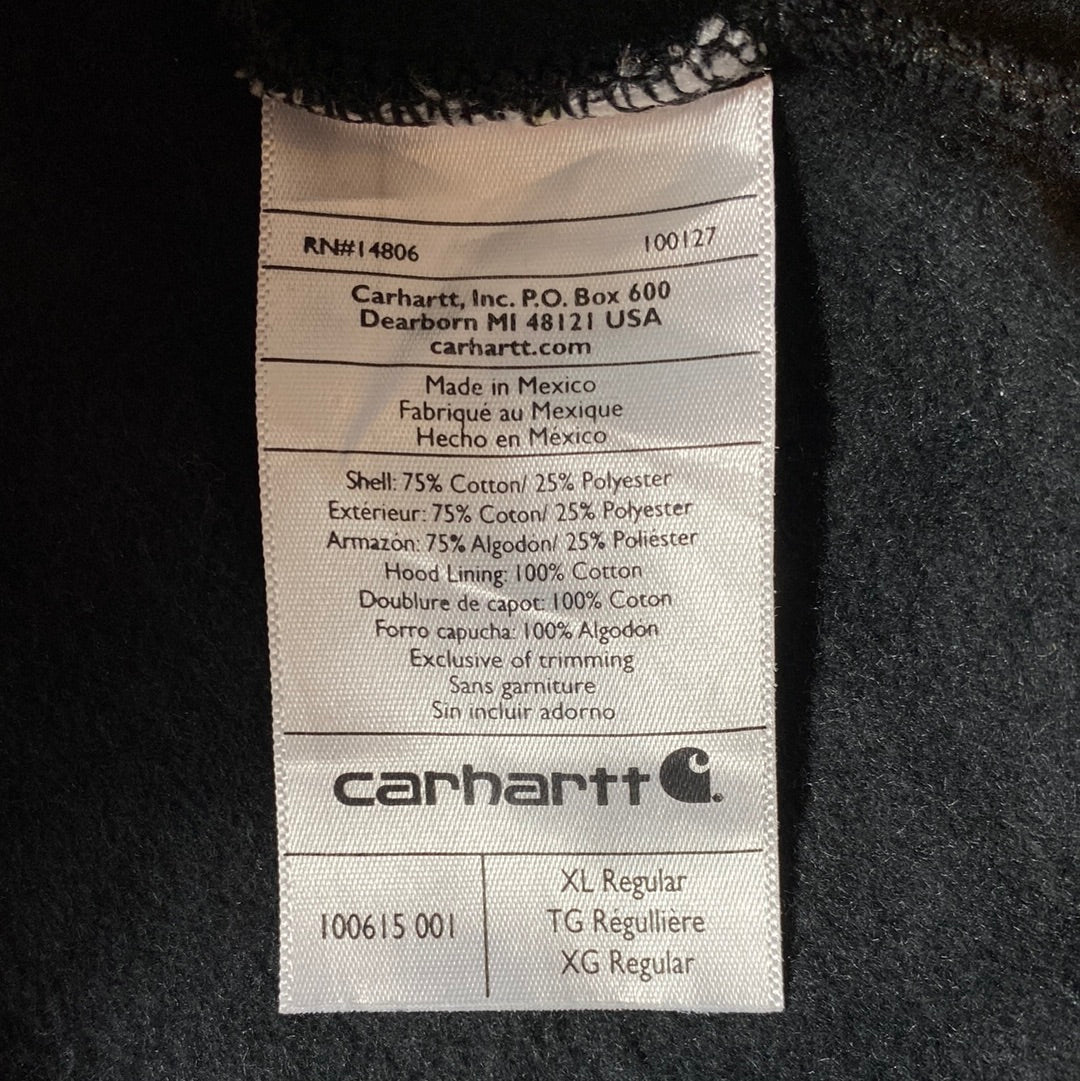 RN#14806 100127
Carhartt, Inc. P.O. Box 600
Dearborn MI 48121 USA
carhartt.com
Made in Mexico
Fabriqué au Mexique
Hecho en México
Shell: 75% Cotton/ 25% Polyester
Extérieur: 75% Coton/ 25% Polyester
Armazón: 75% Algodon/ 25% Poliéster
Hood Lining: 100% Cotton
Doublure de capot: 100% Coton
Forro capucha: 100% Algodon
Exclusive of trimming
Sans garniture
Sin incluir adorno
carhartt
100615 001
XL Regular
TG Régullière
XG Regular